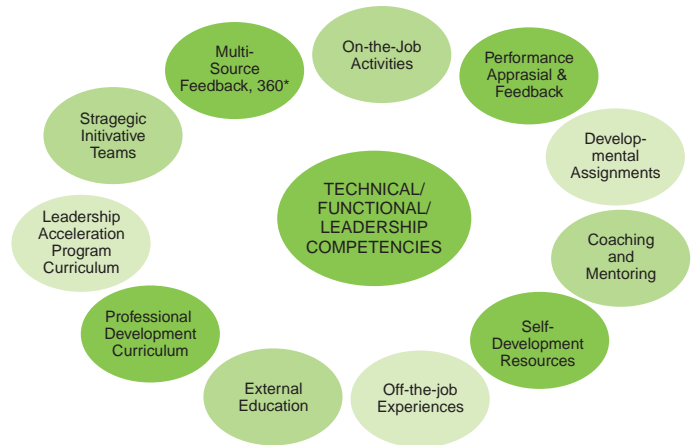 On-the-Job
Activities
Performance
Apprasial &
Feedback
Develop-
mental
Assignments
Coaching
and
Mentoring
Self-
Development
Resources
Off-the-job
Experiences
External
Education
Professional
Development
Curriculum
Leadership
Acceleration
Program
Curriculum
Stragegic
Initivative
Teams
Multi-
Source
Feedback, 360*
TECHNICAL/
FUNCTIONAL/
LEADERSHIP
COMPETENCIES